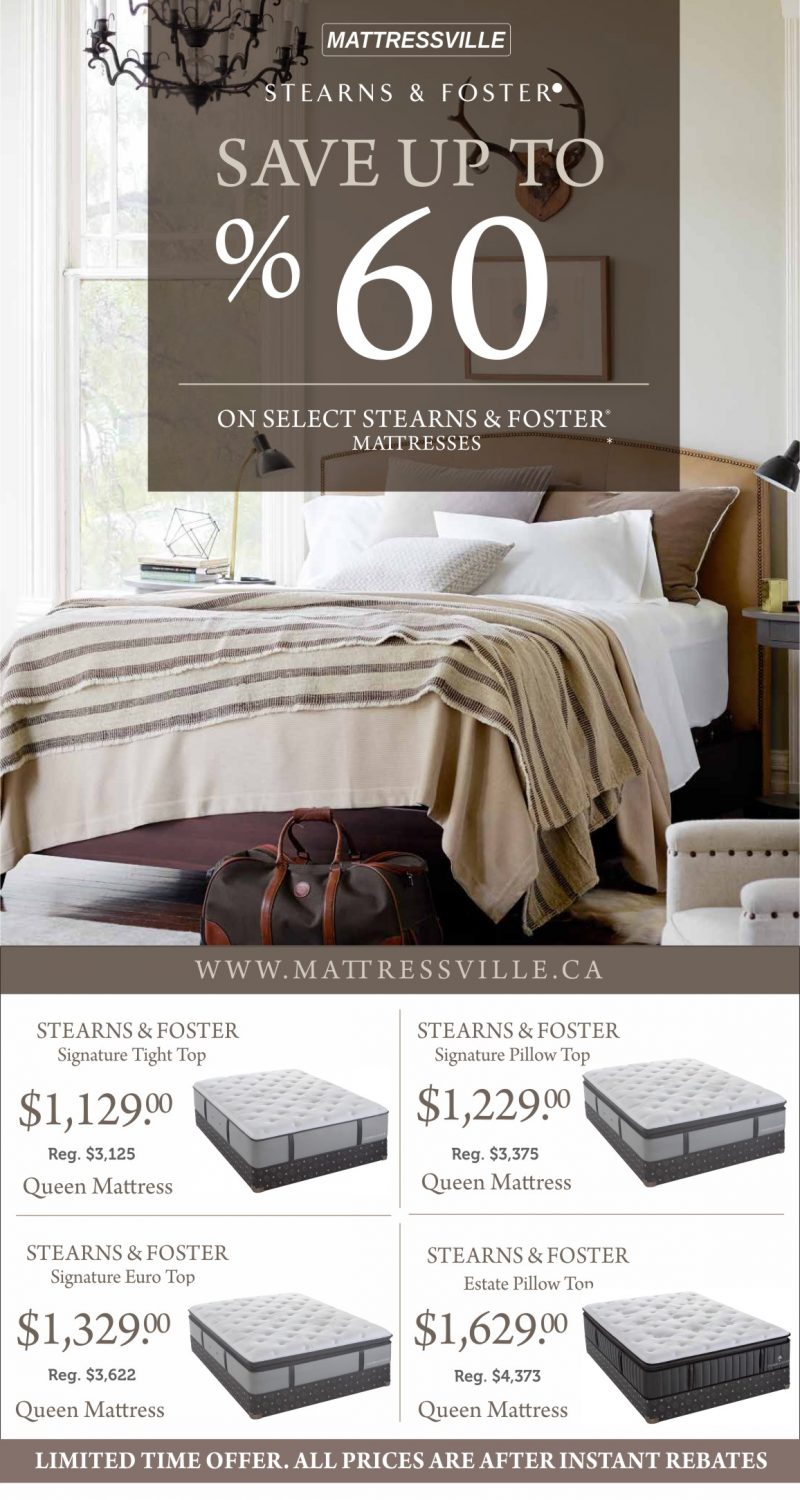 MATTRESSVILLE
STEARNS & FOSTER
SAVE UP TO
% 60
ON SELECT STEARNS & FOSTER®
MATTRESSES *
WWW.MATTRESSVILLE.CA
STEARNS & FOSTER
Signature Tight Top
$1,129.00
Reg. $3,125
Queen Mattress
STEARNS & FOSTER
Signature Pillow Top
$1,229.00
Reg. $3,375
Queen Mattress
STEARNS & FOSTER
Signature Euro Top
$1,329.00
Reg. $3,622
Queen Mattress
STEARNS & FOSTER
Estate Pillow Top
$1,629.00
Reg. $4,373
Queen Mattress
LIMITED TIME OFFER. ALL PRICES ARE AFTER INSTANT REBATES